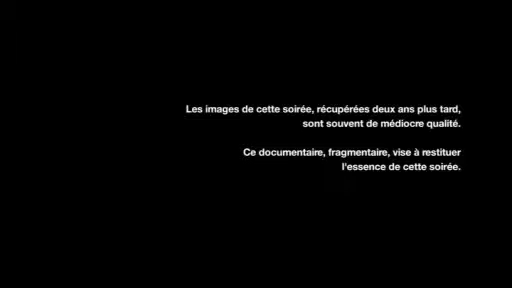 Les images de cette soirée, récupérées deux ans plus tard,
sont souvent de médiocre qualité.
Ce documentaire, fragmentaire, vise à restituer
l'essence de cette soirée.